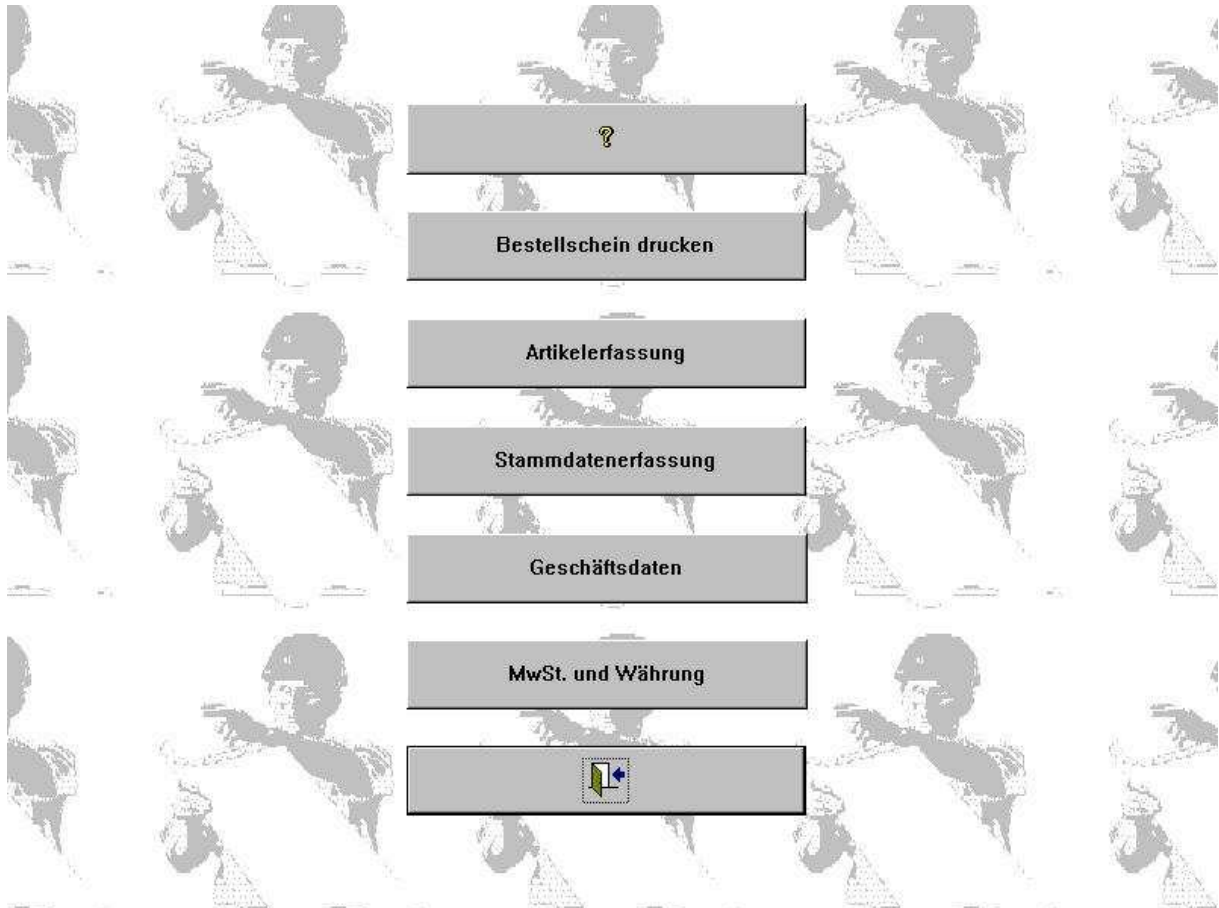 ?
Bestellschein drucken
Artikelerfassung
Stammdatenerfassung
Geschäftsdaten
MwSt. und Währung